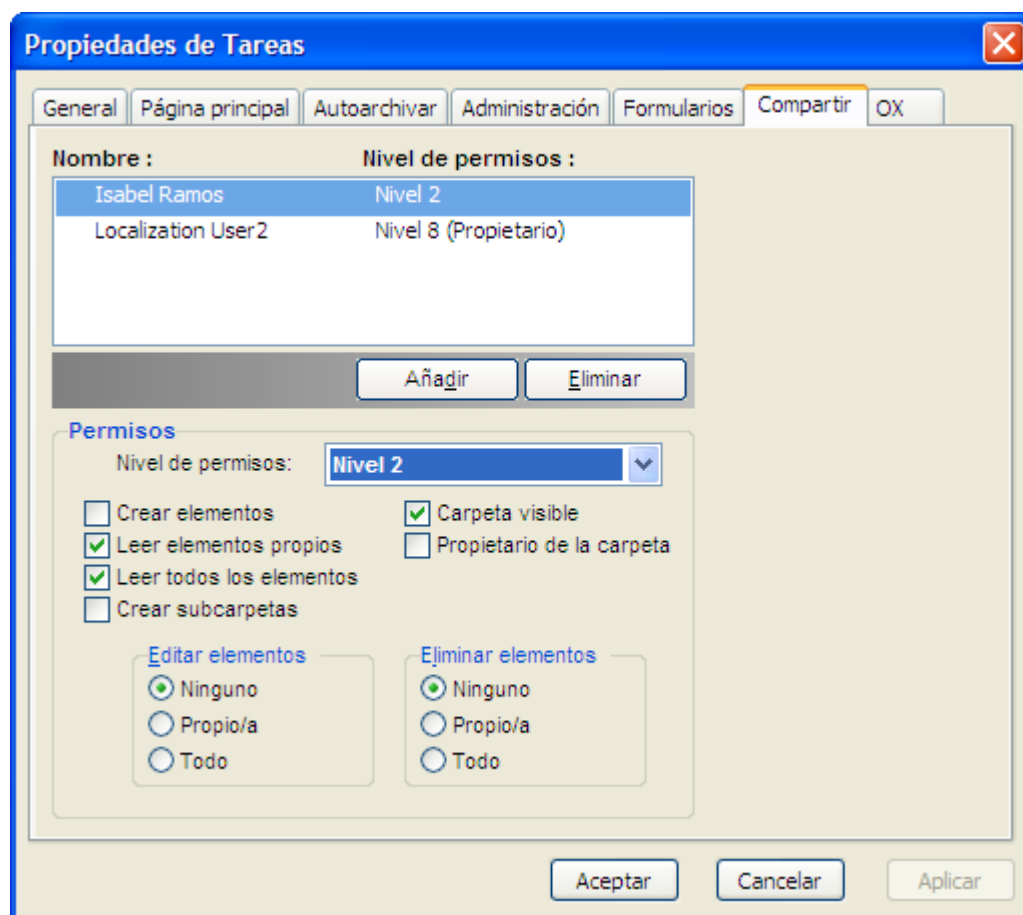 Propiedades de Tareas
General Página principal Autoarchivar Administración Formularios Compartir OX
Nombre : Nivel de permisos :
Isabel Ramos Nivel 2
Localization User2 Nivel 8 (Propietario)
Añadir Eliminar
Permisos
Nivel de permisos: Nivel 2
Crear elementos Carpeta visible
Leer elementos propios Propietario de la carpeta
Leer todos los elementos
Crear subcarpetas
Editar elementos Eliminar elementos
Ninguno Ninguno
Propio/a Propio/a
Todo Todo
Aceptar Cancelar Aplicar